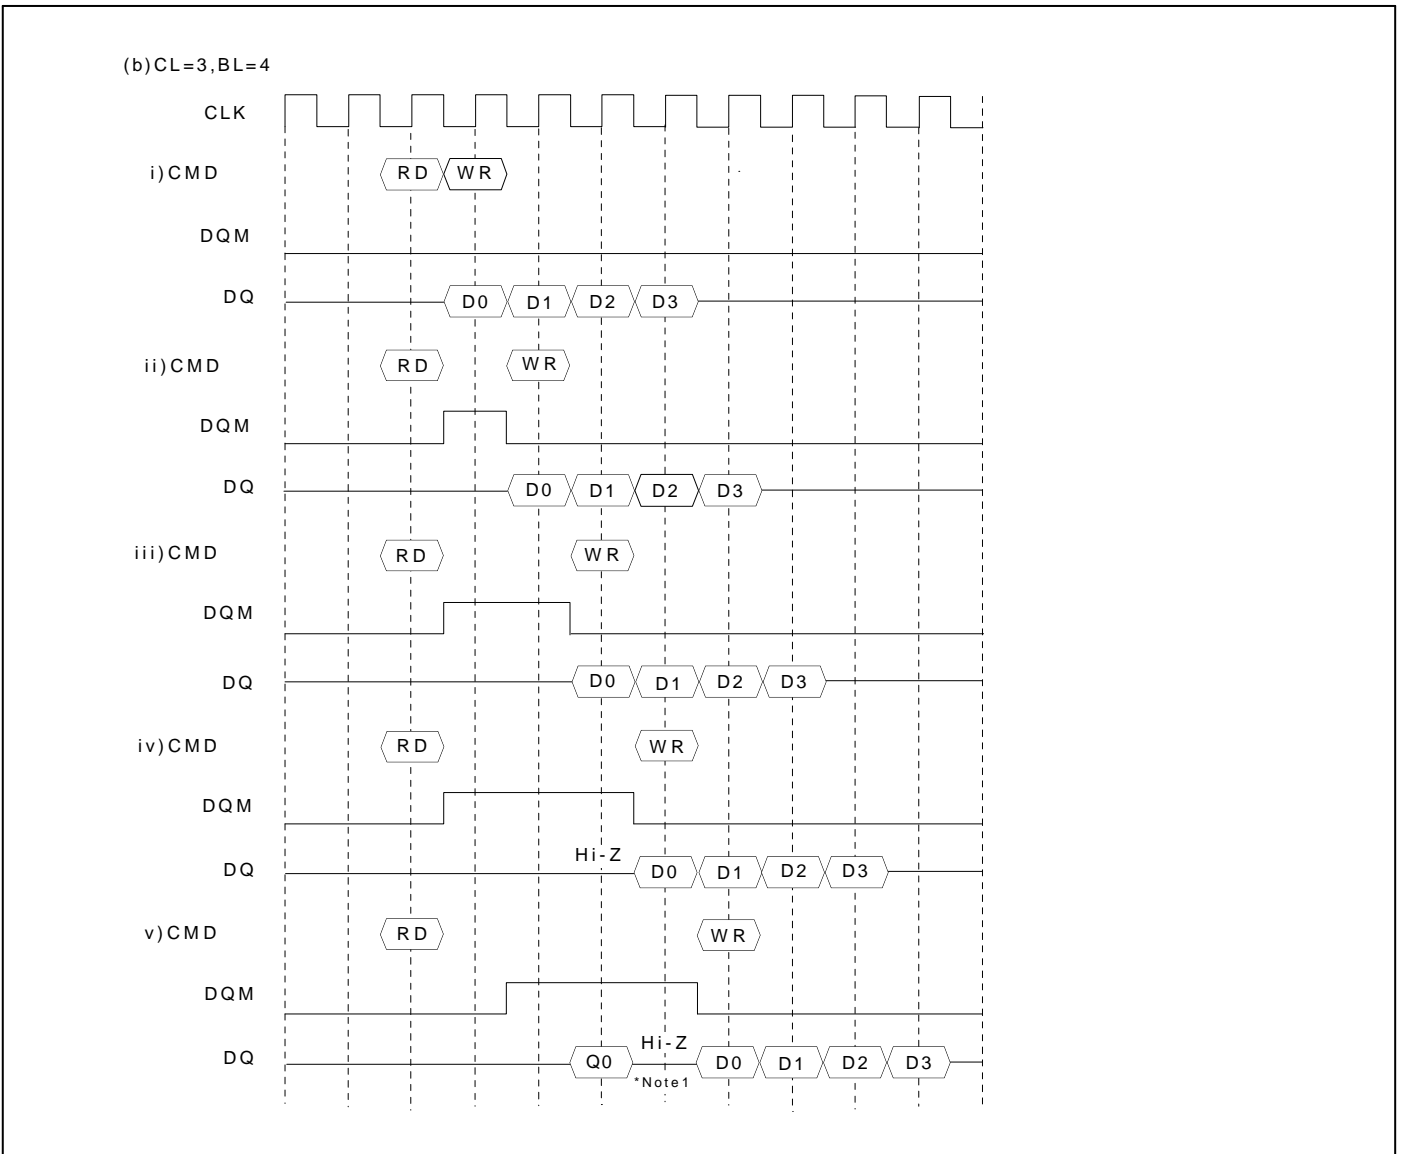 (b)CL=3,BL=4
CLK
i)CMD RD WR
DQM
DQ D0 D1 D2 D3
ii)CMD RD WR
DQM
DQ D0 D1 D2 D3
iii)CMD RD WR
DQM
DQ D0 D1 D2 D3
iv)CMD RD WR
DQM
Hi-Z
DQ D0 D1 D2 D3
v)CMD RD WR
DQM
Hi-Z
DQ Q0 D0 D1 D2 D3
*Note1